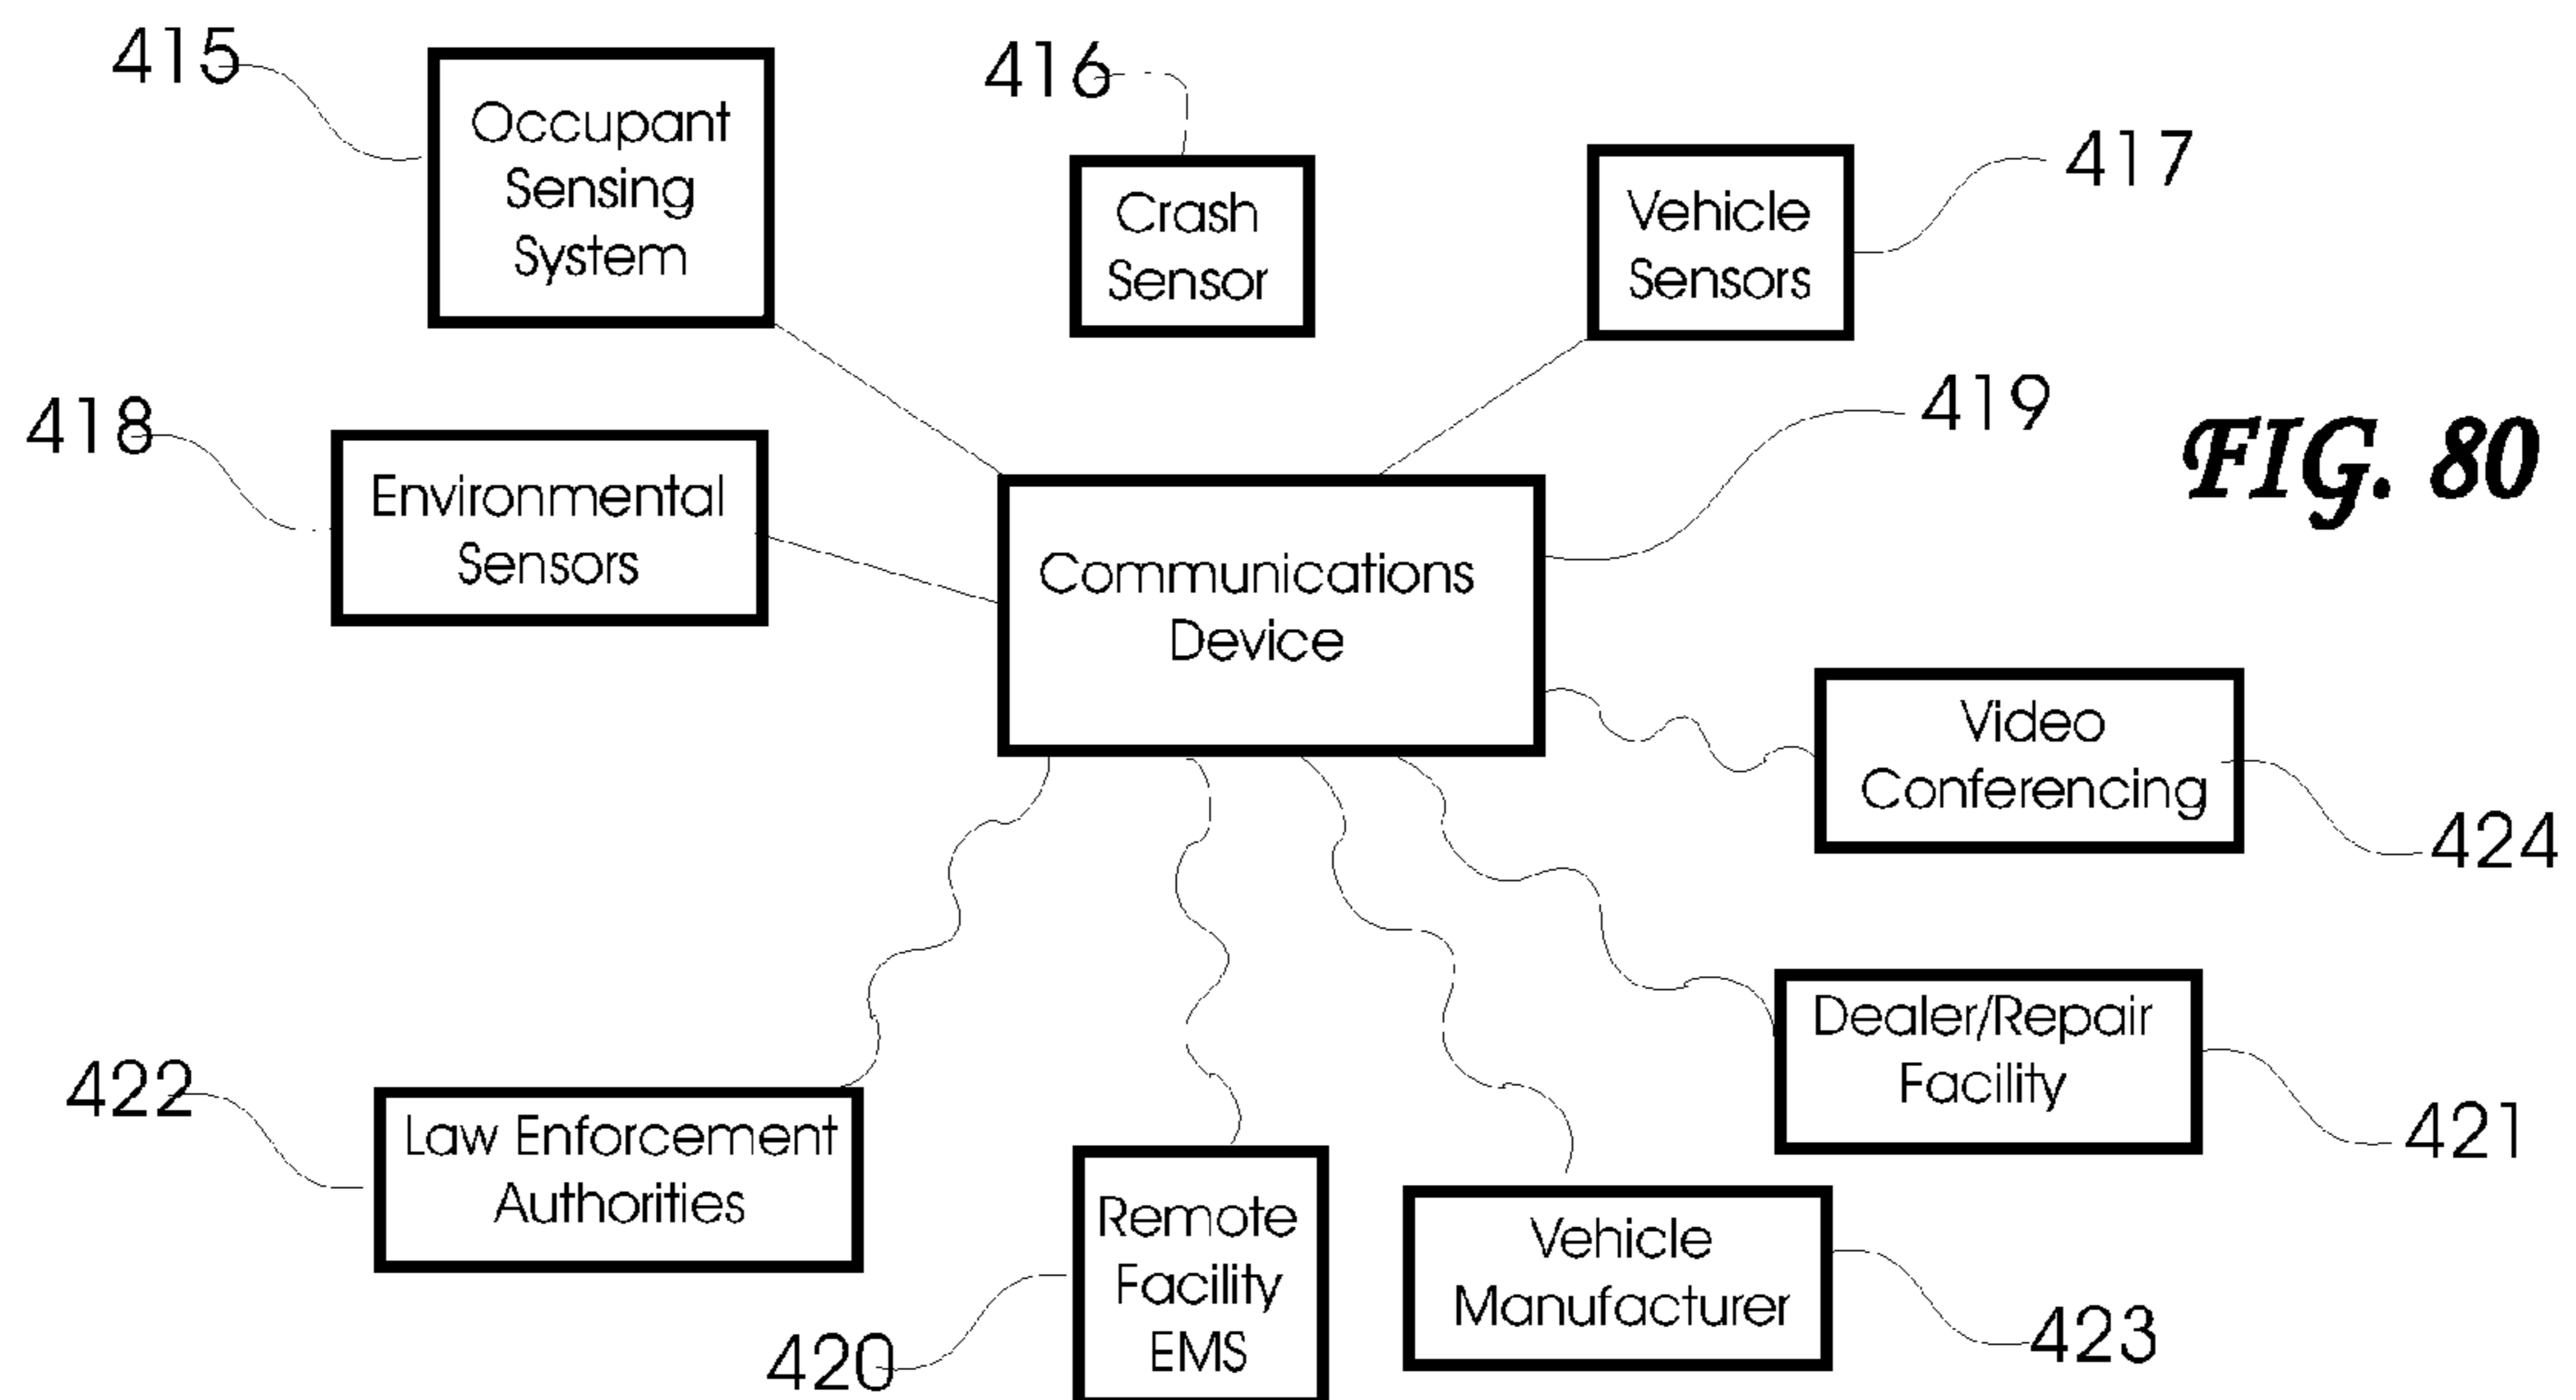 415
Occupant
Sensing
System
416
Crash
Sensor
Vehicle
Sensors
417
418
Environmental
Sensors
419
FIG. 80
Communications
Device
Video
Conferencing
424
Dealer/Repair
Facility
421
422
Law Enforcement
Authorities
420
Remote
Facility
EMS
Vehicle
Manufacturer
423